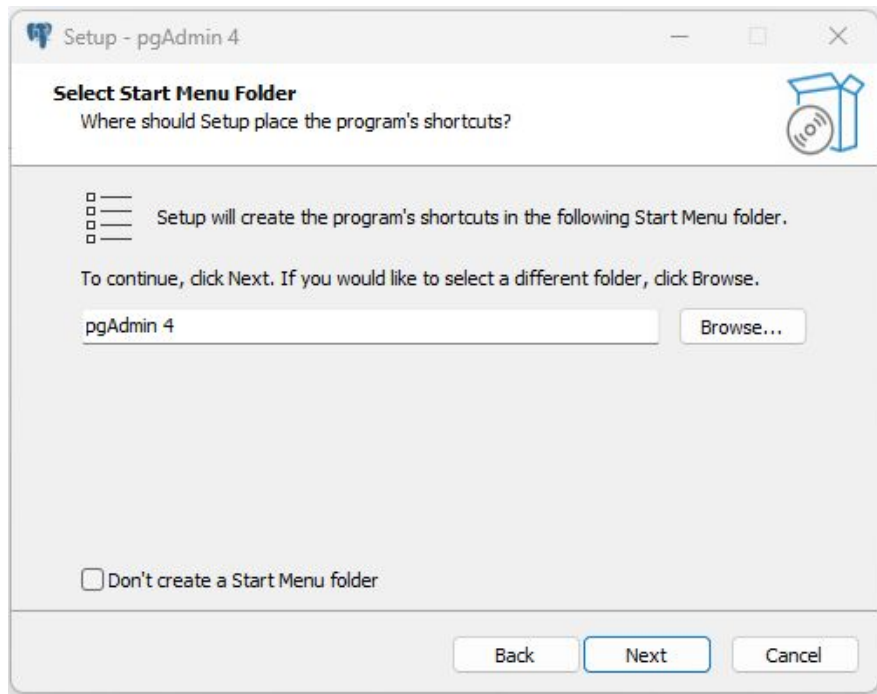 Setup - pgAdmin 4
Select Start Menu Folder
Where should Setup place the program's shortcuts?
Setup will create the program's shortcuts in the following Start Menu folder.
To continue, click Next. If you would like to select a different folder, click Browse.
pgAdmin 4
Browse...
Don't create a Start Menu folder
Back
Next
Cancel